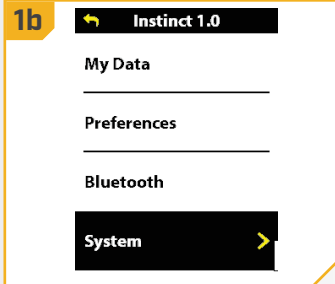 1b
Instinct 1.0
My Data
Preferences
Bluetooth
System